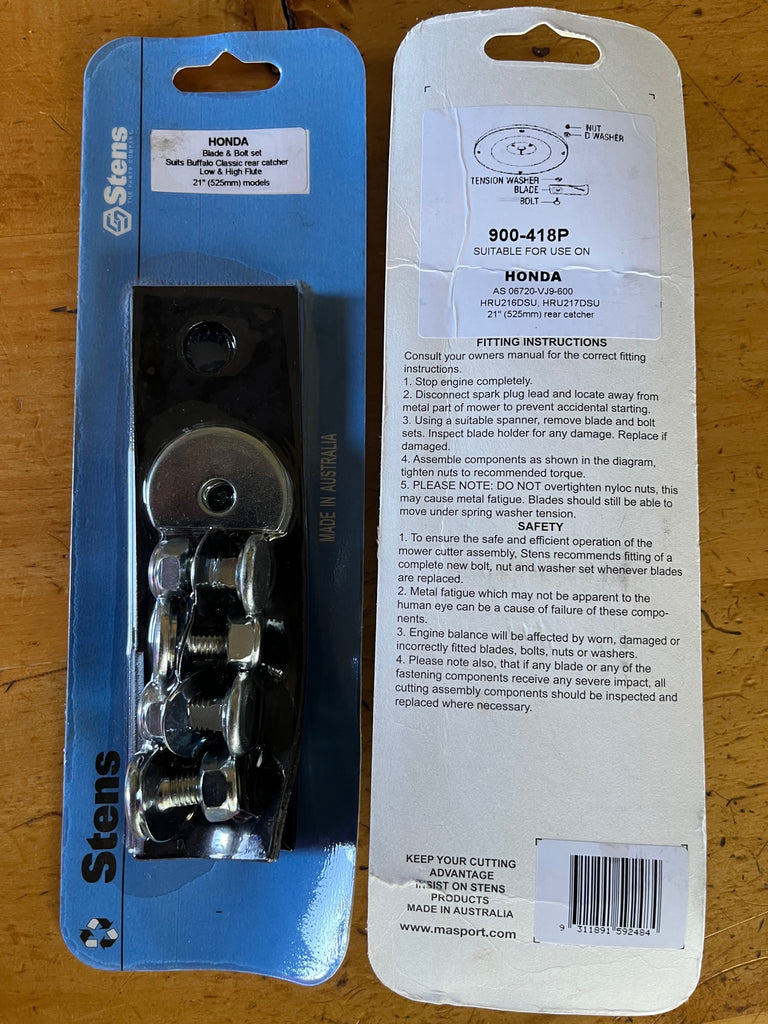 Stens
THE PARTS COMPANY
HONDA
Blade & Bolt set
Suits Buffalo Classic rear catcher
Low & High Flute
21" (525mm) models
MADE IN AUSTRALIA
Stens
NUT
D WASHER
TENSION WASHER
BLADE
BOLT
900-418P
SUITABLE FOR USE ON
HONDA
AS 06720-VJ9-600
HRU216DSU, HRU217DSU
21" (525mm) rear catcher
FITTING INSTRUCTIONS
Consult your owners manual for the correct fitting
instructions.
1. Stop engine completely.
2. Disconnect spark plug lead and locate away from
metal part of mower to prevent accidental starting.
3. Using a suitable spanner, remove blade and bolt
sets. Inspect blade holder for any damage. Replace if
damaged.
4. Assemble components as shown in the diagram,
tighten nuts to recommended torque.
5. PLEASE NOTE: DO NOT overtighten nyloc nuts, this
may cause metal fatigue. Blades should still be able to
move under spring washer tension.
SAFETY
1. To ensure the safe and efficient operation of the
mower cutter assembly, Stens recommends fitting of a
complete new bolt, nut and washer set whenever blades
are replaced.
2. Metal fatigue which may not be apparent to the
human eye can be a cause of failure of these compo-
nents.
3. Engine balance will be affected by worn, damaged or
incorrectly fitted blades, bolts, nuts or washers.
4. Please note also, that if any blade or any of the
fastening components receive any severe impact, all
cutting assembly components should be inspected and
replaced where necessary.
KEEP YOUR CUTTING
ADVANTAGE
INSIST ON STENS
PRODUCTS
MADE IN AUSTRALIA
www.masport.com
9 311891 592484